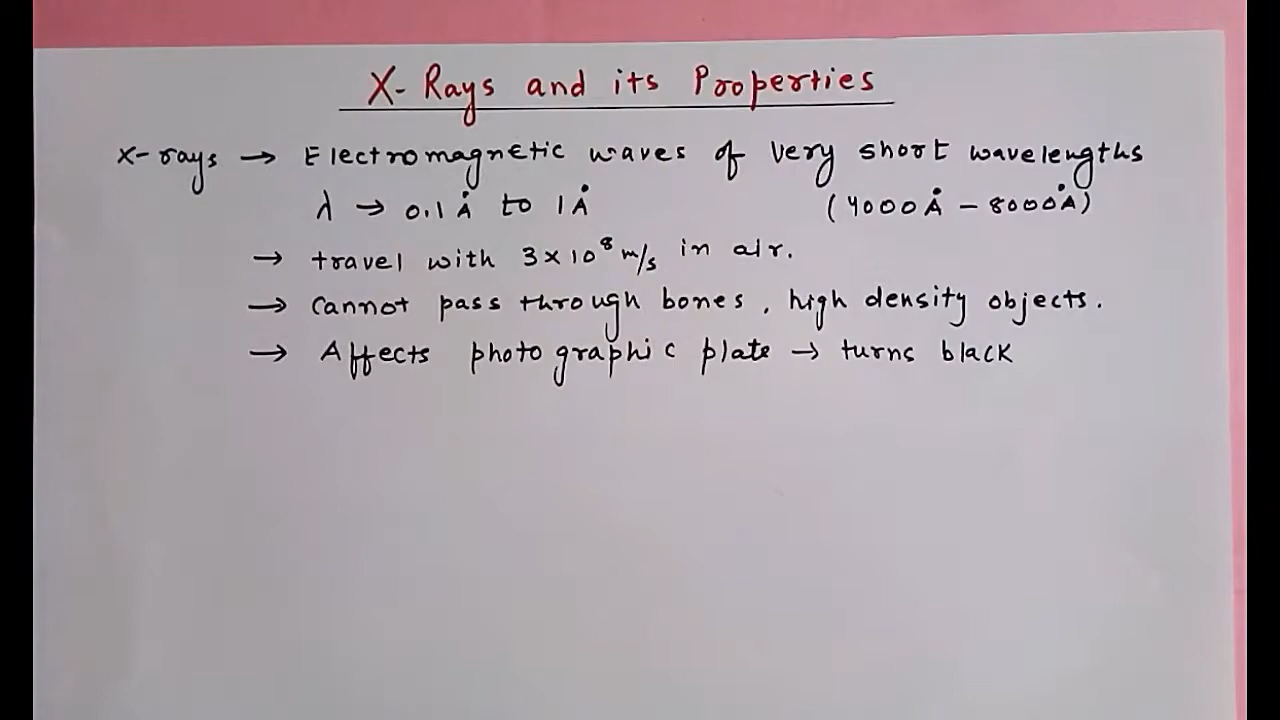 X-Rays and its Properties
X-rays → Electromagnetic waves of very short wavelengths
λ → 0.1 Å to 1 Å (4000 Å – 8000 Å)
→ travel with 3 × 10⁸ m/s in air.
→ cannot pass through bones, high density objects.
→ Affects photographic plate → turns black